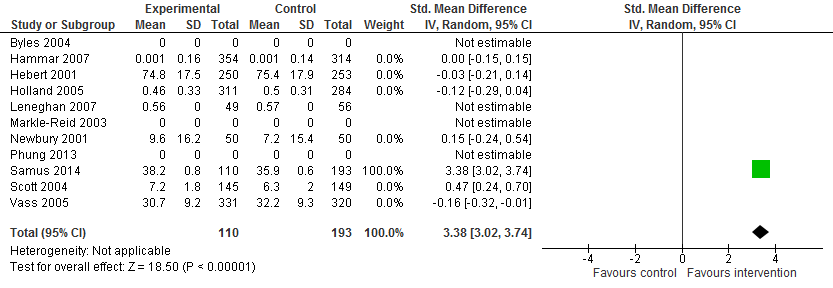 Experimental Control Std. Mean Difference Std. Mean Difference
Study or Subgroup Mean SD Total Mean SD Total Weight IV, Random, 95% CI IV, Random, 95% CI
Byles 2004 0 0 0 0 0 0 Not estimable
Hammar 2007 0.001 0.16 354 0.001 0.14 314 0.0% 0.00 [-0.15, 0.15]
Hebert 2001 74.8 17.5 250 75.4 17.9 253 0.0% -0.03 [-0.21, 0.14]
Holland 2005 0.46 0.33 311 0.5 0.31 284 0.0% -0.12 [-0.29, 0.04]
Leneghan 2007 0.56 0 49 0.57 0 56 Not estimable
Markle-Reid 2003 0 0 0 0 0 0 Not estimable
Newbury 2001 9.6 16.2 50 7.2 15.4 50 0.0% 0.15 [-0.24, 0.54]
Phung 2013 0 0 0 0 0 0 Not estimable
Samus 2014 38.2 0.8 110 35.9 0.6 193 100.0% 3.38 [3.02, 3.74]
Scott 2004 7.2 1.8 145 6.3 2 149 0.0% 0.47 [0.24, 0.70]
Vass 2005 30.7 9.2 331 32.2 9.3 320 0.0% -0.16 [-0.32, -0.01]
Total (95% CI) 110 193 100.0% 3.38 [3.02, 3.74]
Heterogeneity: Not applicable
Test for overall effect: Z = 18.50 (P < 0.00001)
-4 -2 0 2 4
Favours control Favours intervention